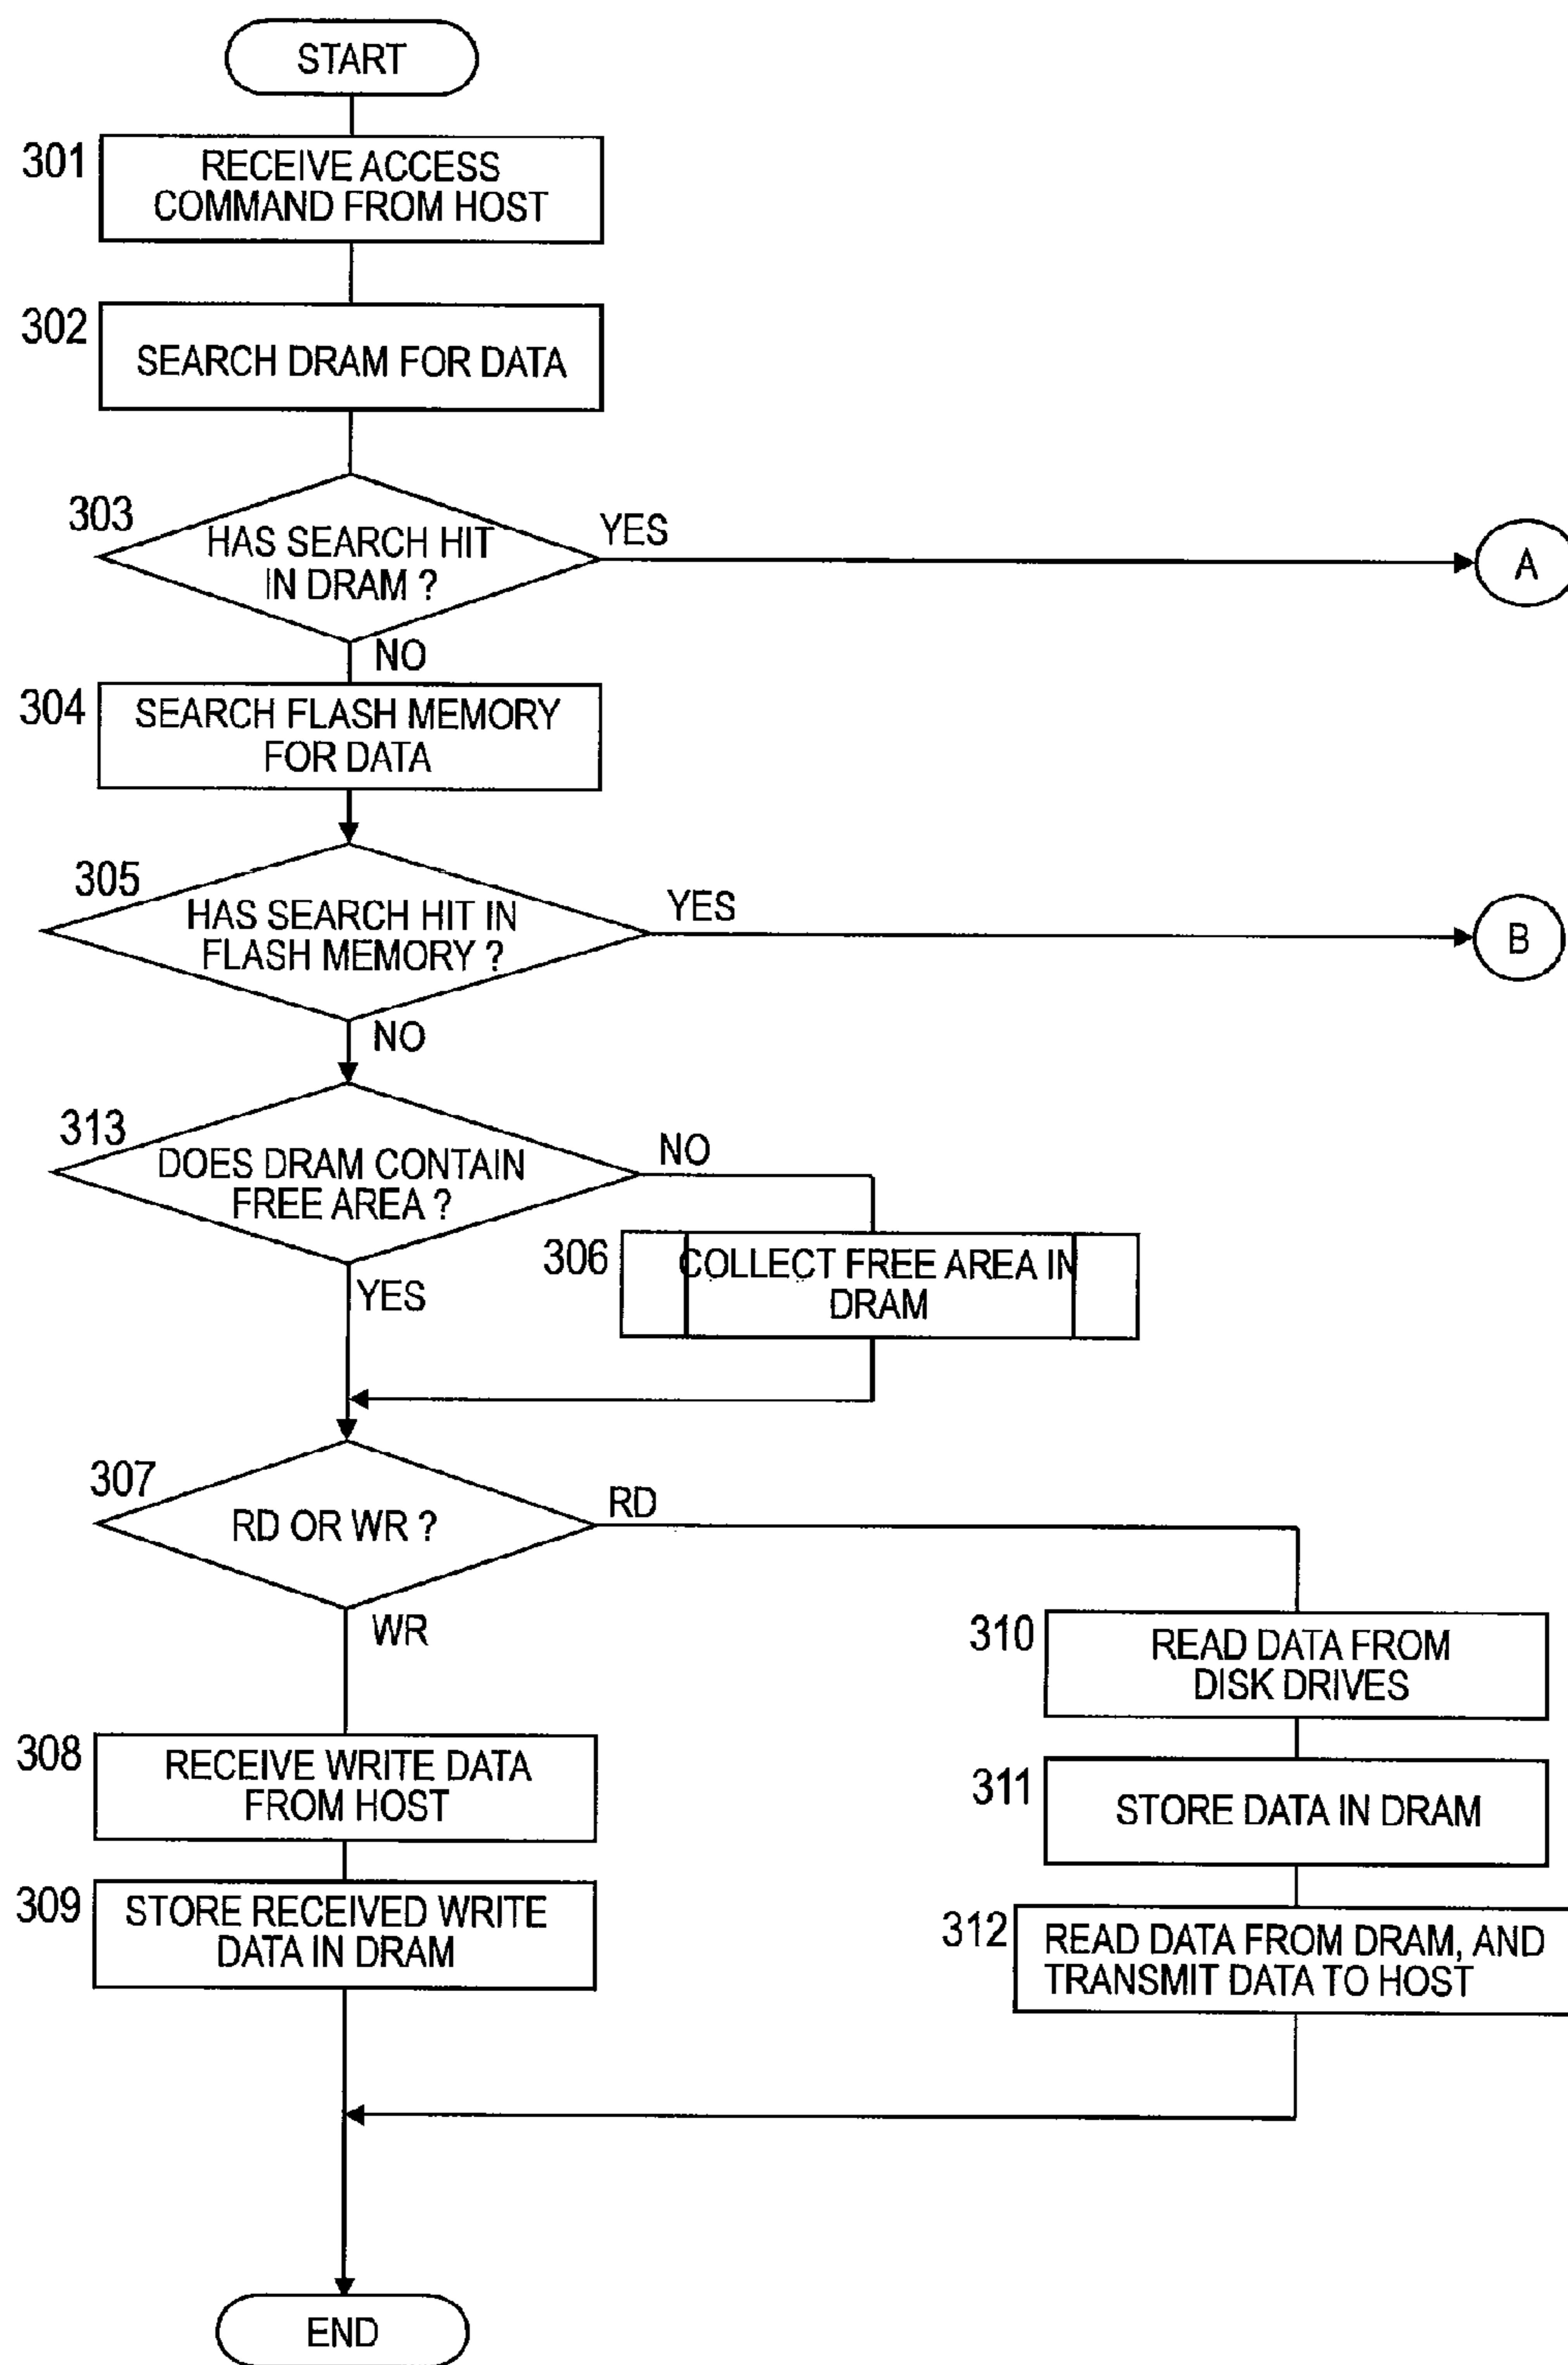 START
301
RECEIVE ACCESS
COMMAND FROM HOST
302
SEARCH DRAM FOR DATA
303
HAS SEARCH HIT
IN DRAM ?
YES
A
NO
304
SEARCH FLASH MEMORY
FOR DATA
305
HAS SEARCH HIT IN
FLASH MEMORY ?
YES
B
NO
313
DOES DRAM CONTAIN
FREE AREA ?
NO
306
COLLECT FREE AREA IN
DRAM
YES
307
RD OR WR ?
RD
WR
310
READ DATA FROM
DISK DRIVES
308
RECEIVE WRITE DATA
FROM HOST
311
STORE DATA IN DRAM
309
STORE RECEIVED WRITE
DATA IN DRAM
312
READ DATA FROM DRAM, AND
TRANSMIT DATA TO HOST
END